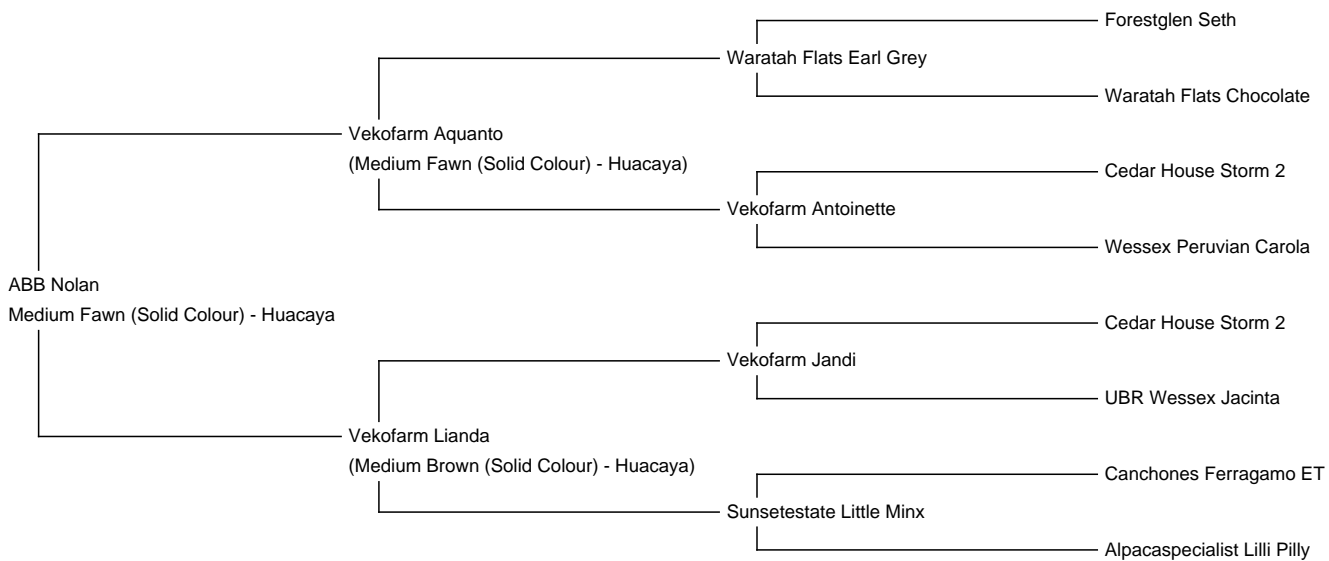 Forestglen Seth
Waratah Flats Earl Grey
Waratah Flats Chocolate
Vekofarm Aquanto
(Medium Fawn (Solid Colour) - Huacaya)
Cedar House Storm 2
Vekofarm Antoinette
Wessex Peruvian Carola
ABB Nolan
Medium Fawn (Solid Colour) - Huacaya
Cedar House Storm 2
Vekofarm Jandi
UBR Wessex Jacinta
Vekofarm Lianda
(Medium Brown (Solid Colour) - Huacaya)
Canchones Ferragamo ET
Sunsetestate Little Minx
Alpacaspecialist Lilli Pilly